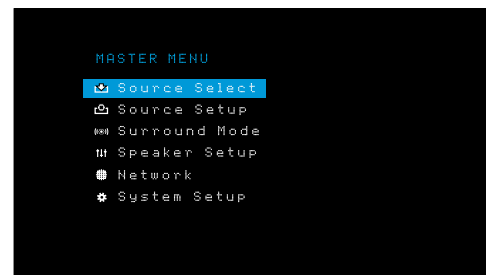 MASTER MENU
Source Select
Source Setup
Surround Mode
Speaker Setup
Network
System Setup